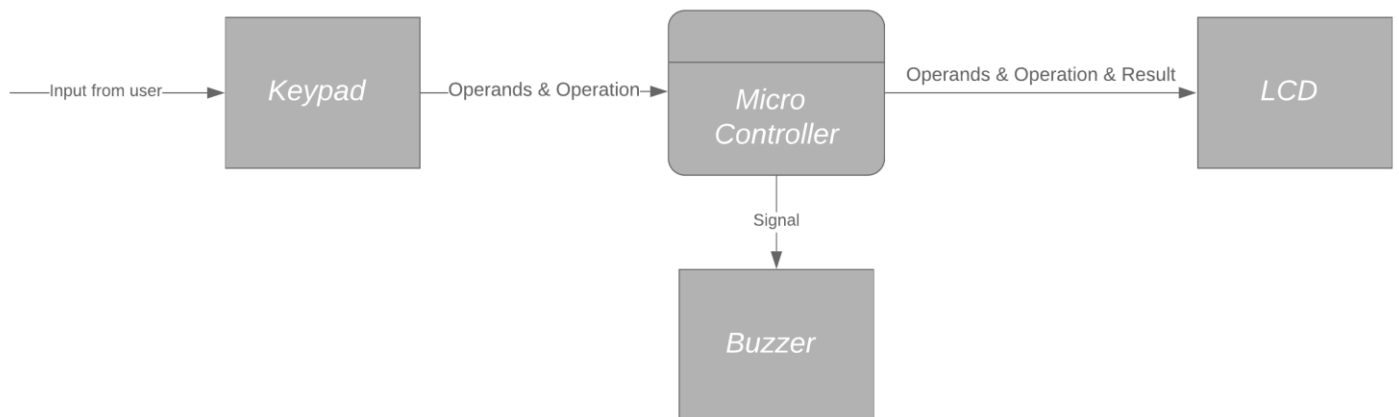 Input from user
Keypad
Operands & Operation
Micro
Controller
Operands & Operation & Result
LCD
Signal
Buzzer